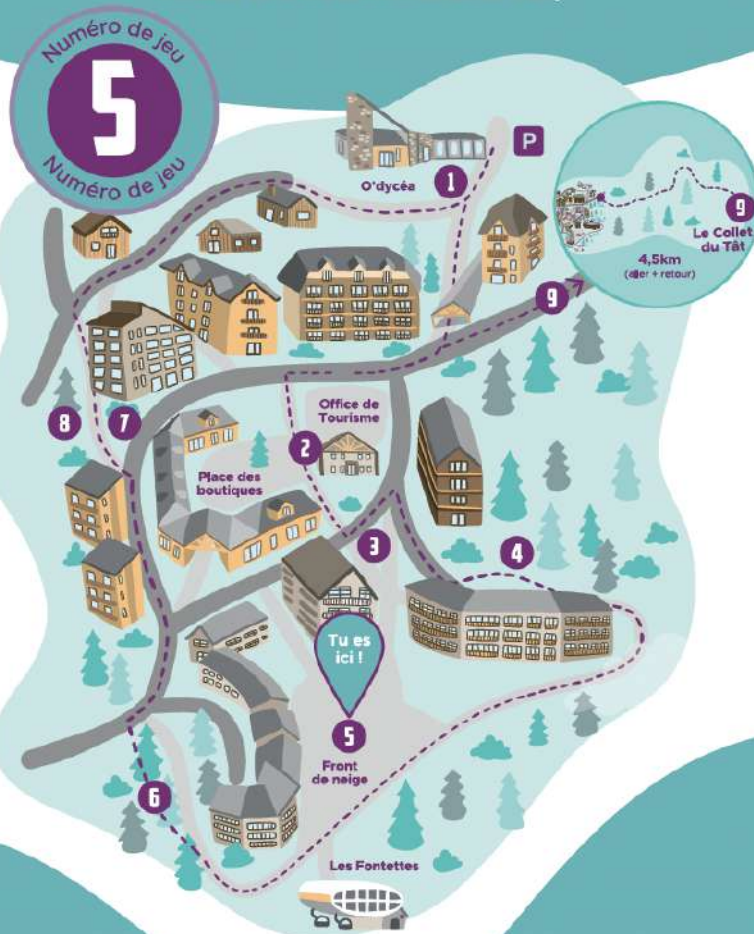 Numéro de jeu
5
Numéro de jeu
P
O'dycéa
1
9
Le Collet
du Tât
4,5km
(aller + retour)
9
Office de
Tourisme
8
7
2
Place des
boutiques
3
4
Tu es
ici !
5
Front
de neige
6
Les Fontettes